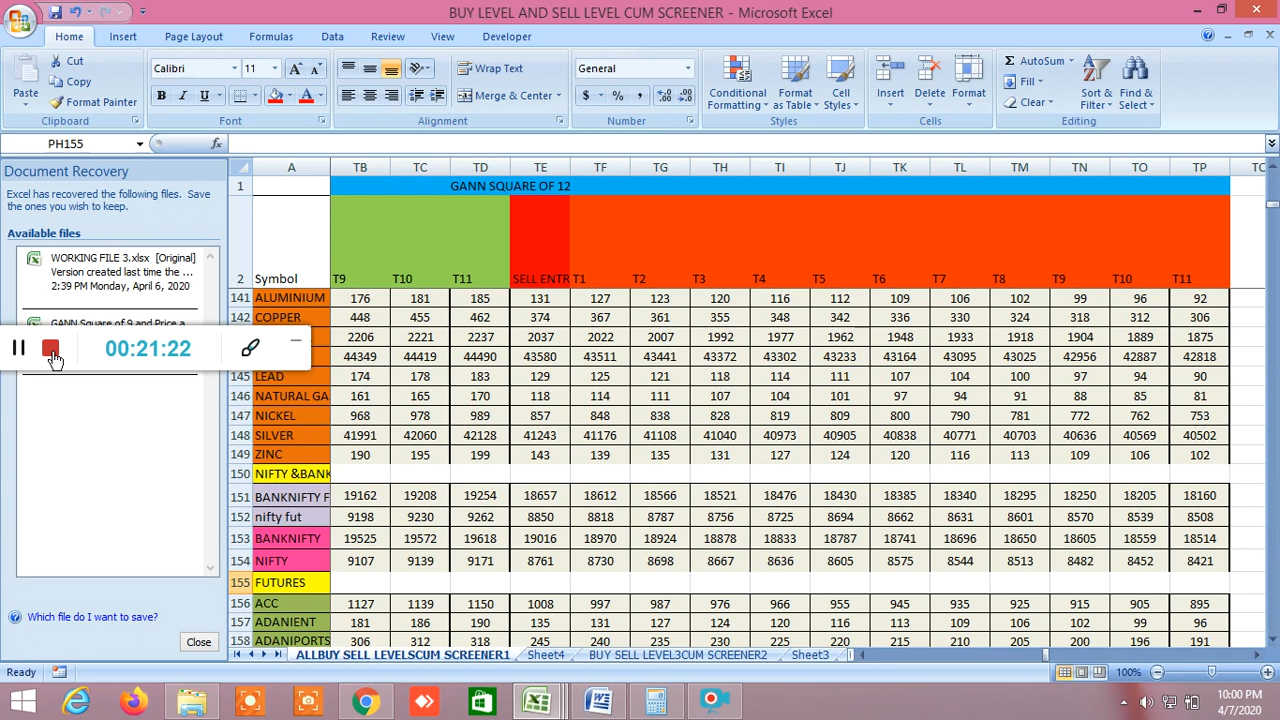 BUY LEVEL AND SELL LEVEL CUM SCREENER - Microsoft Excel
Home Insert Page Layout Formulas Data Review View Developer
Paste Cut Copy Format Painter Clipboard
Calibri 11 A A B I U A Font
Wrap Text Merge & Center Alignment
General $ % , Number
Conditional Formatting Format as Table Cell Styles Styles
Insert Delete Format Cells
Σ AutoSum Fill Clear Sort & Filter Find & Select Editing
PH155 fx
Document Recovery
Excel has recovered the following files. Save
the ones you wish to keep.
Available files
WORKING FILE 3.xlsx [Original]
Version created last time the ...
2:39 PM Monday, April 6, 2020
GANN Square of 9 and Price a
00:21:22
Which file do I want to save?
Close
A TB TC TD TE TF TG TH TI TJ TK TL TM TN TO TP
1 GANN SQUARE OF 12
2 Symbol T9 T10 T11 SELL ENTR T1 T2 T3 T4 T5 T6 T7 T8 T9 T10 T11
141 ALUMINIUM 176 181 185 131 127 123 120 116 112 109 106 102 99 96 92
142 COPPER 448 455 462 374 367 361 355 348 342 336 330 324 318 312 306
2206 2221 2237 2037 2022 2007 1992 1977 1962 1948 1933 1918 1904 1889 1875
44349 44419 44490 43580 43511 43441 43372 43302 43233 43164 43095 43025 42956 42887 42818
145 LEAD 174 178 183 129 125 121 118 114 111 107 104 100 97 94 90
146 NATURAL GA 161 165 170 118 114 111 107 104 101 97 94 91 88 85 81
147 NICKEL 968 978 989 857 848 838 828 819 809 800 790 781 772 762 753
148 SILVER 41991 42060 42128 41243 41176 41108 41040 40973 40905 40838 40771 40703 40636 40569 40502
149 ZINC 190 195 199 143 139 135 131 127 124 120 116 113 109 106 102
150 NIFTY &BANK
151 BANKNIFTY F 19162 19208 19254 18657 18612 18566 18521 18476 18430 18385 18340 18295 18250 18205 18160
152 nifty fut 9198 9230 9262 8850 8818 8787 8756 8725 8694 8662 8631 8601 8570 8539 8508
153 BANKNIFTY 19525 19572 19618 19016 18970 18924 18878 18833 18787 18741 18696 18650 18605 18559 18514
154 NIFTY 9107 9139 9171 8761 8730 8698 8667 8636 8605 8575 8544 8513 8482 8452 8421
155 FUTURES
156 ACC 1127 1139 1150 1008 997 987 976 966 955 945 935 925 915 905 895
157 ADANIENT 181 186 190 135 131 127 124 120 116 113 109 106 103 99 96
158 ADANIPORTS 306 312 318 245 240 235 230 225 220 215 210 205 200 196 191
ALLBUY SELL LEVELSCUM SCREENER1 Sheet4 BUY SELL LEVEL3CUM SCREENER2 Sheet3
Ready 100%
10:00 PM
4/7/2020